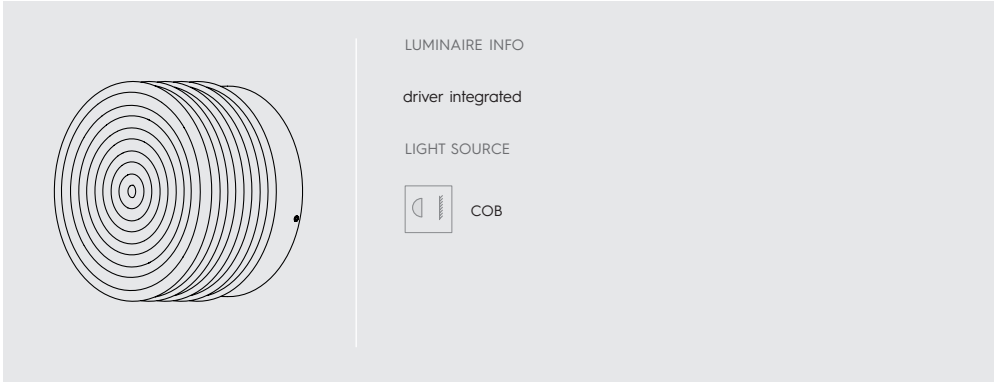 LUMINAIRE INFO
driver integrated
LIGHT SOURCE
COB